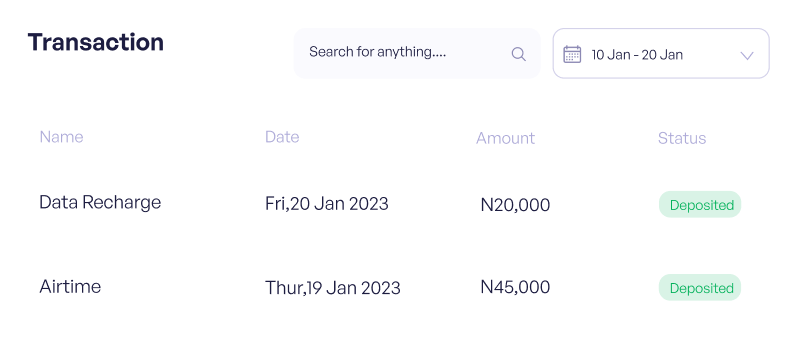 Transaction
Search for anything....
10 Jan - 20 Jan
Name Date Amount Status
Data Recharge Fri,20 Jan 2023 N20,000 Deposited
Airtime Thur,19 Jan 2023 N45,000 Deposited